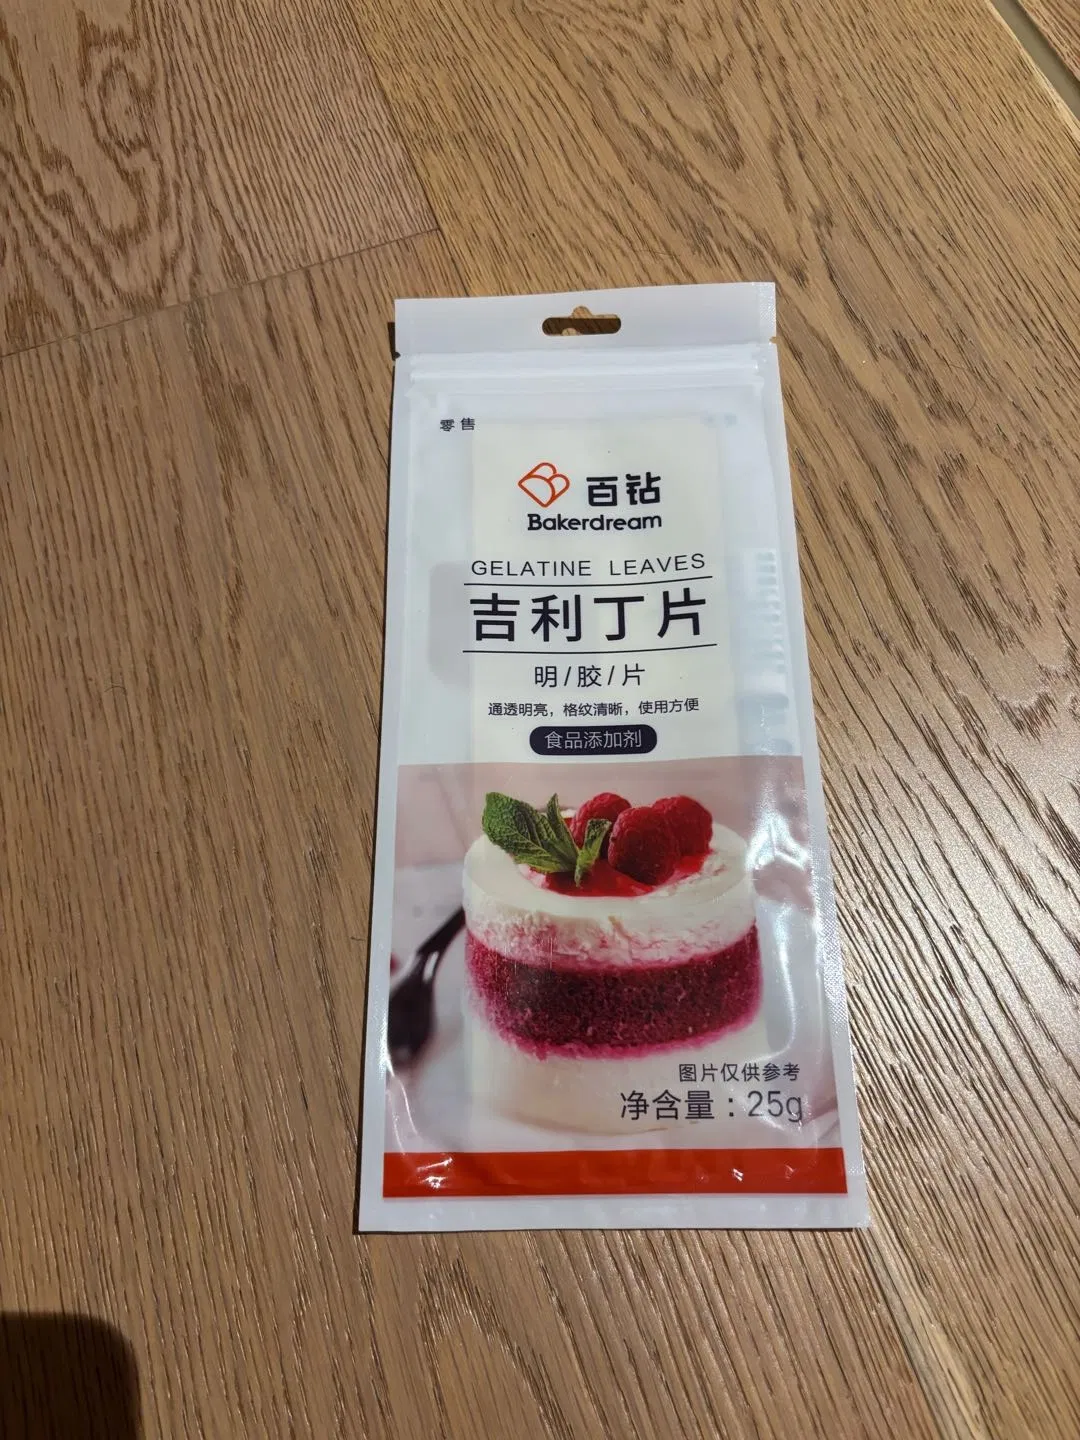 零售
百钻
Bakerdream
GELATINE LEAVES
吉利丁片
明/胶/片
通透明亮，格纹清晰，使用方便
食品添加剂
图片仅供参考
净含量：25g